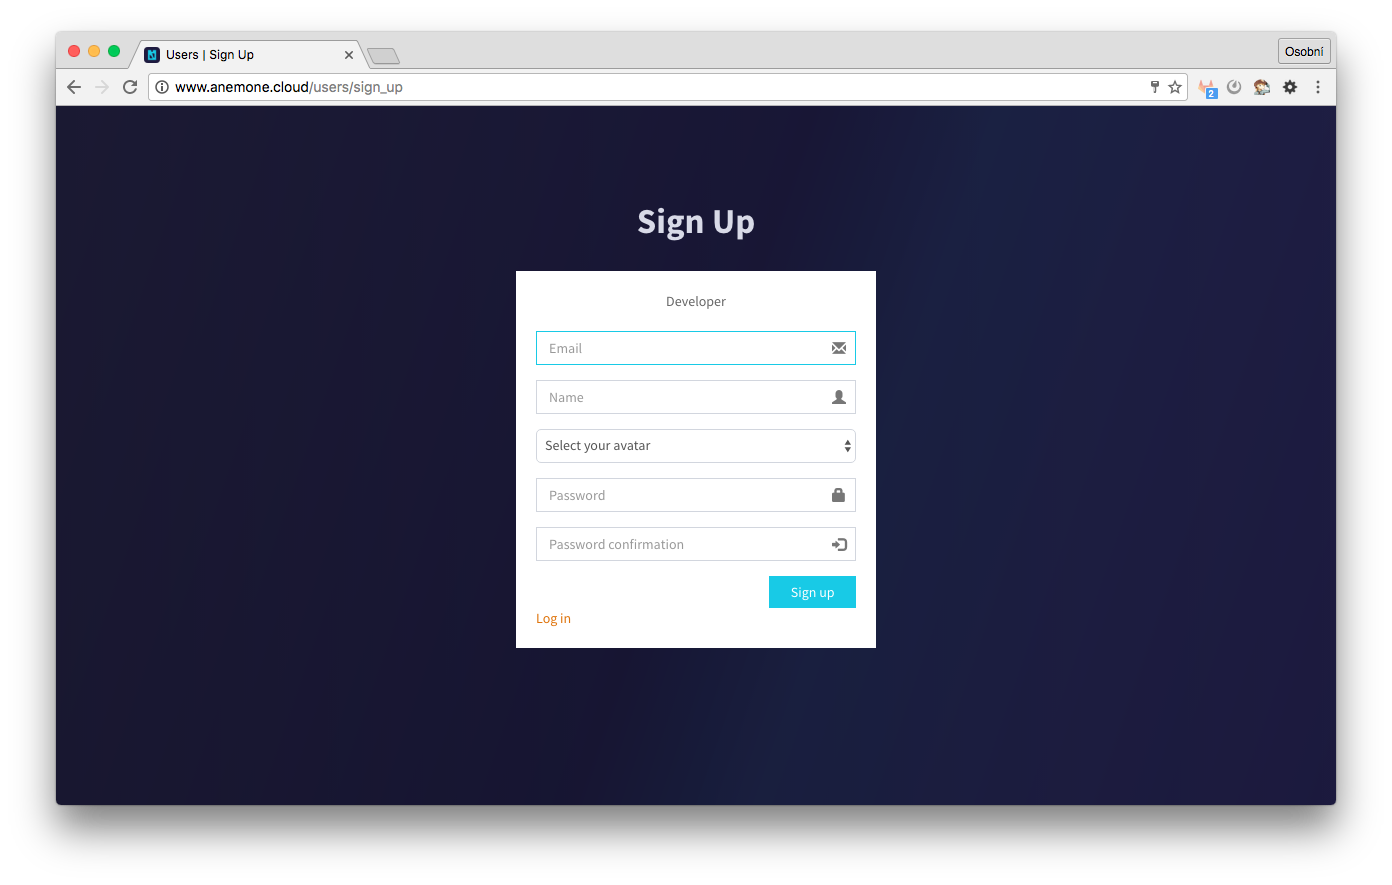 Users | Sign Up
Osobní
www.anemone.cloud/users/sign_up
2
Sign Up
Developer
Email
Name
Select your avatar
Password
Password confirmation
Sign up
Log in